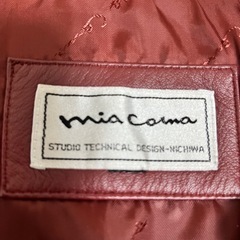 mia coma
STUDIO TECHNICAL DESIGN-NICHIWA